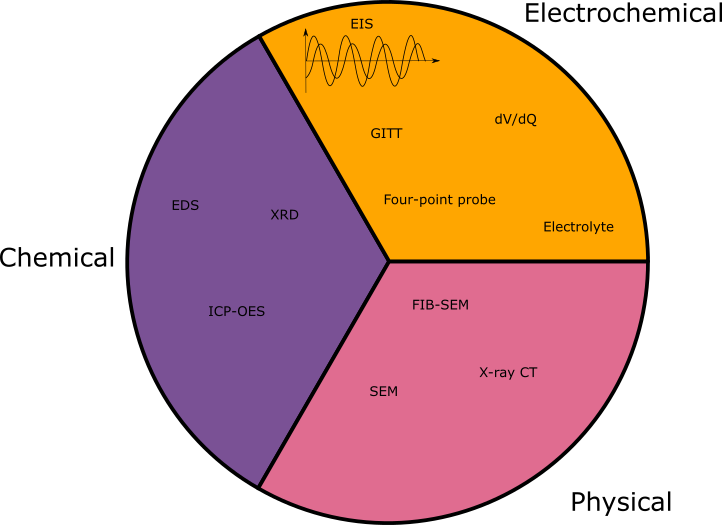 Electrochemical
EIS
dV/dQ
GITT
Four-point probe
Electrolyte
EDS
XRD
Chemical
ICP-OES
FIB-SEM
X-ray CT
SEM
Physical